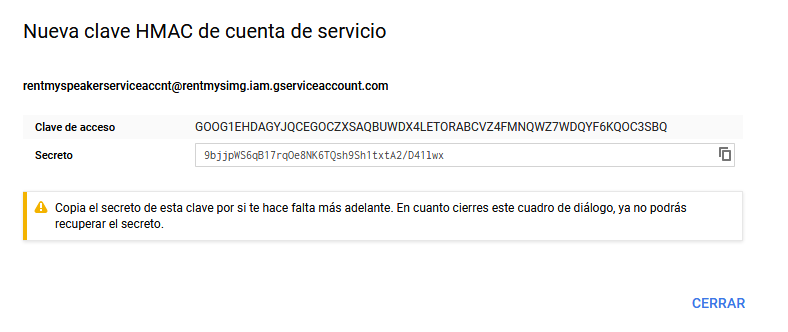 Nueva clave HMAC de cuenta de servicio
rentmyspeakerserviceaccnt@rentmysimg.iam.gserviceaccount.com
Clave de acceso GOOG1EHDAGYJQCEGOCZXSAQBUWDX4LETORABCVZ4FMNQWZ7WDQYF6KQOC3SBQ
Secreto 9bjjpWS6qB17rqOe8NK6TQsh9Sh1txtA2/D41lwx
Copia el secreto de esta clave por si te hace falta más adelante. En cuanto cierres este cuadro de diálogo, ya no podrás
recuperar el secreto.
CERRAR